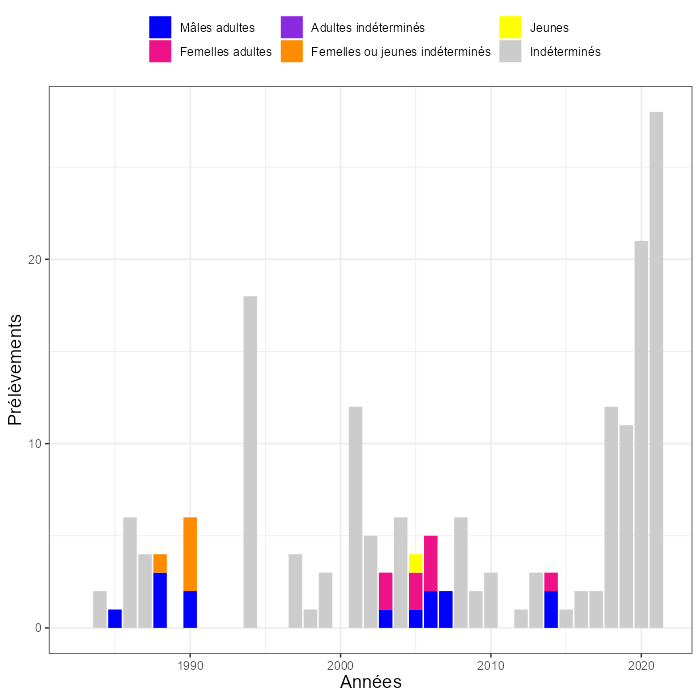 Mâles adultes Adultes indéterminés Jeunes
Femelles adultes Femelles ou jeunes indéterminés Indéterminés
20
10
0
Prélèvements
1990 2000 2010 2020
Années